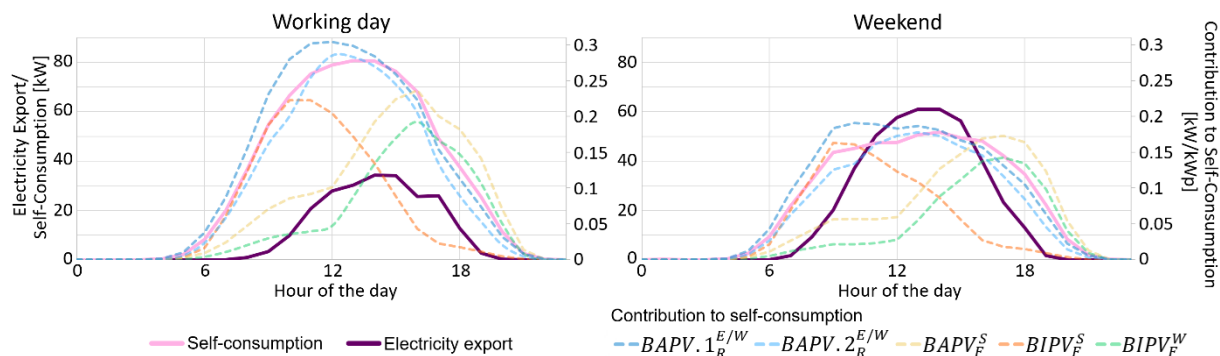 Working day
Weekend
Electricity Export/
Self-Consumption [kW]
80
60
40
20
0
0.3
0.25
0.2
0.15
0.1
0.05
0
0 6 12 18
Hour of the day
80
60
40
20
0
0.3
0.25
0.2
0.15
0.1
0.05
0
0 6 12 18
Hour of the day
Contribution to Self-Consumption
[kW/kWp]
Self-consumption
Electricity export
Contribution to self-consumption
BAPV.1_R^{E/W} BAPV.2_R^{E/W} BAPV_F^S BIPV_F^S BIPV_F^W